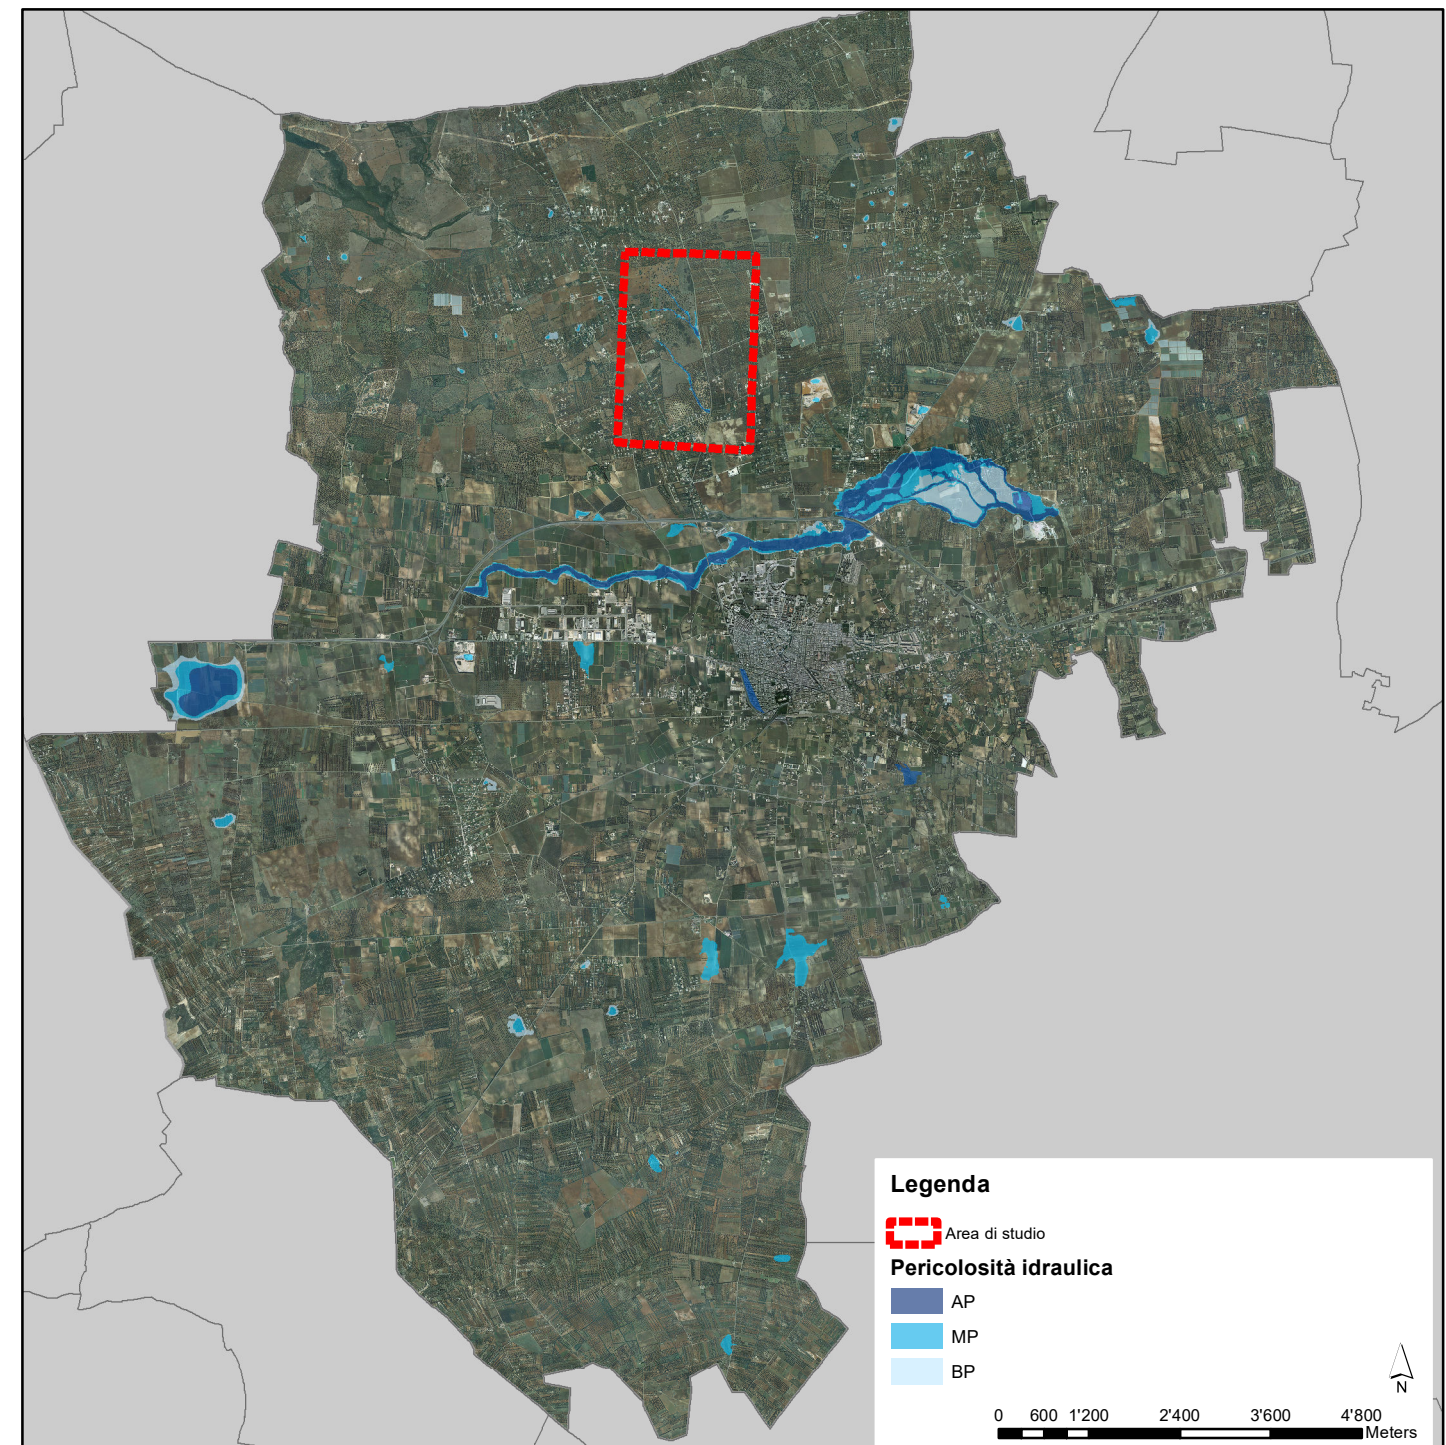 Legenda
Area di studio
Pericolosità idraulica
AP
MP
BP
N
0 600 1'200 2'400 3'600 4'800
Meters